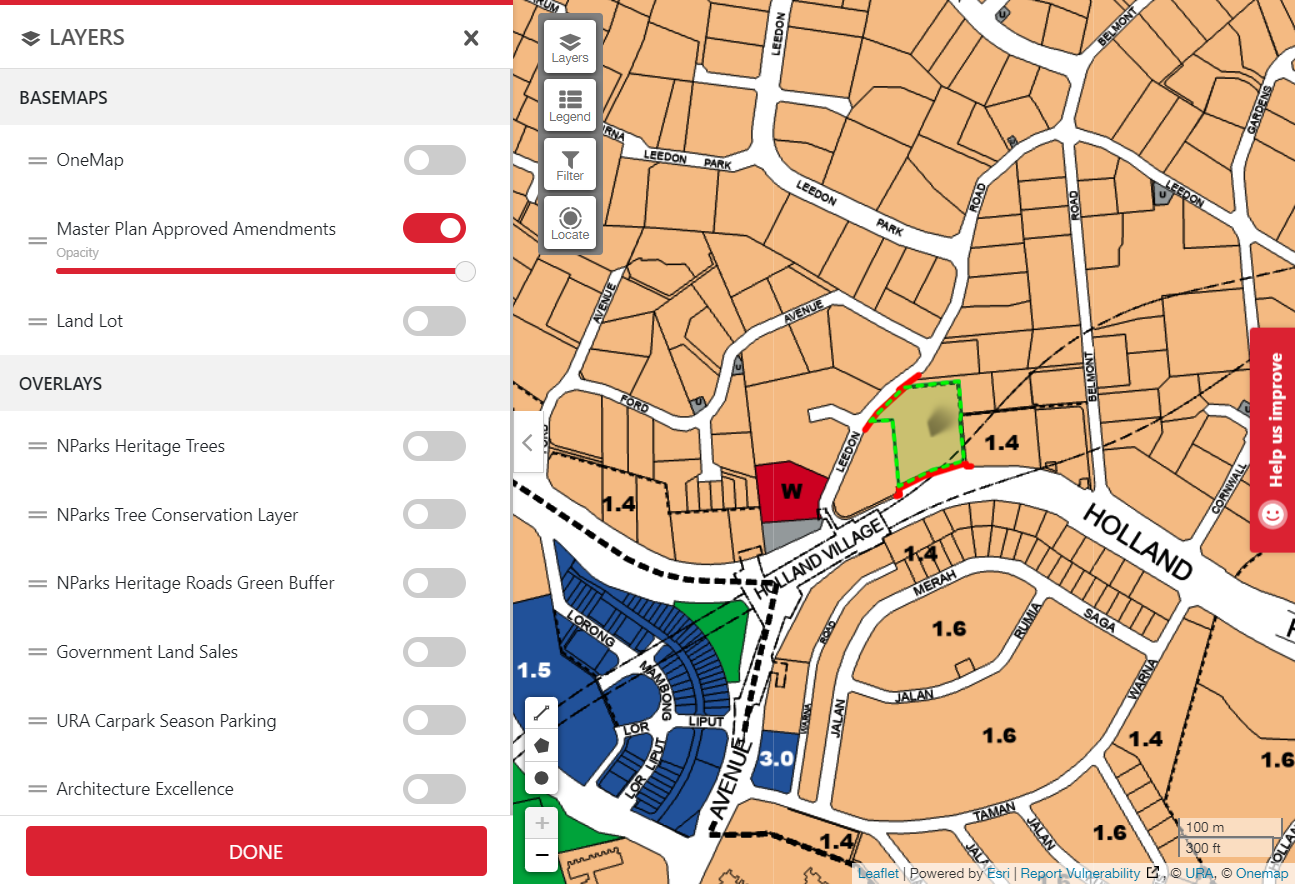 LAYERS
BASEMAPS
OneMap
Master Plan Approved Amendments
Opacity
Land Lot
OVERLAYS
NParks Heritage Trees
NParks Tree Conservation Layer
NParks Heritage Roads Green Buffer
Government Land Sales
URA Carpark Season Parking
Architecture Excellence
DONE
Layers
Legend
Filter
Locate
LEEDON
BELMONT
GARDENS
LEEDON PARK
LEEDON
PARK
ROAD
ROAD
LEEDON
U
AVENUE
AVENUE
U
FORD
U
BELMONT
LEEDON
1.4
1.4
W
CORNWALL
Help us improve
HOLLAND VILLAGE
HOLLAND
1.4
MERAH
SAGA
RUMIA
1.6
LORONG
MAMBONG
1.5
ROAD
WARNA
JALAN
JALAN
WARNA
LOR
LIPUT
LOR LIPUT
AVENUE
3.0
1.6
1.4
1.6
TAMAN
JALAN
1.6
1.4
100 m
300 ft
Leaflet | Powered by Esri | Report Vulnerability , © URA, © Onemap